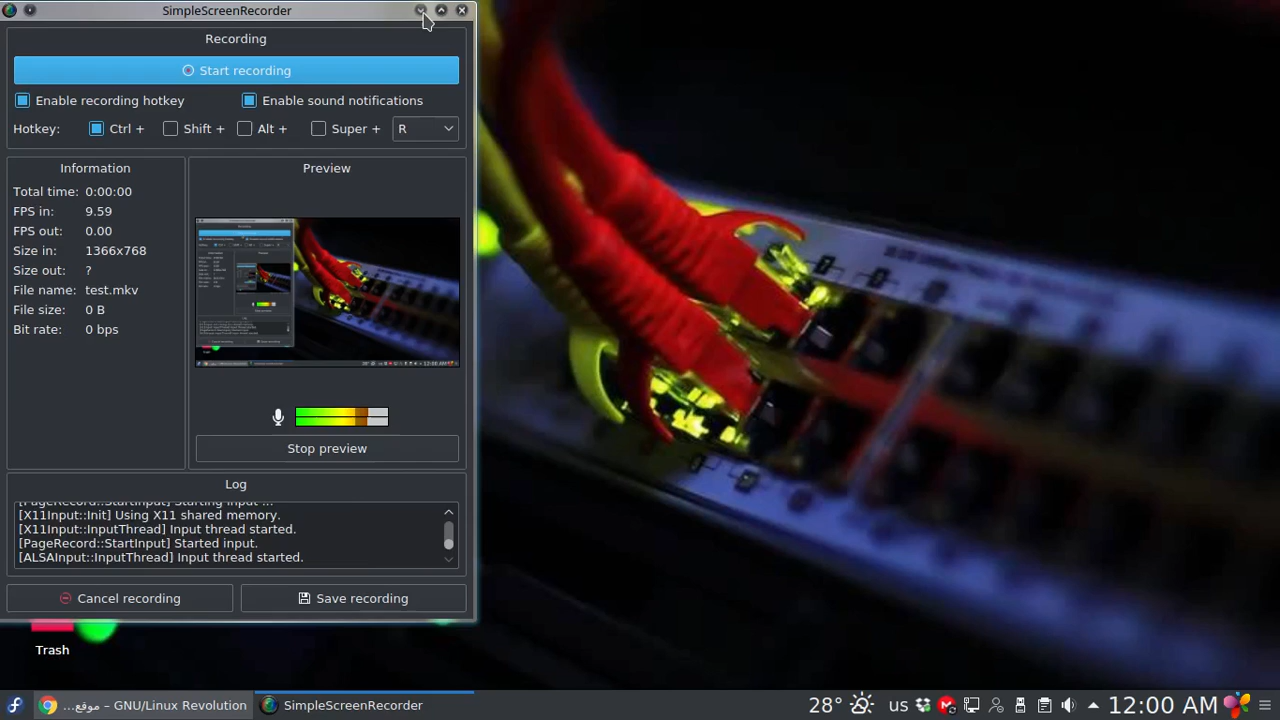 SimpleScreenRecorder
Recording
Start recording
Enable recording hotkey
Enable sound notifications
Hotkey: Ctrl + Shift + Alt + Super + R
Information
Total time: 0:00:00
FPS in: 9.59
FPS out: 0.00
Size in: 1366x768
Size out: ?
File name: test.mkv
File size: 0 B
Bit rate: 0 bps
Preview
Stop preview
Log
[PageRecord::StartInput] Starting input ...
[X11Input::Init] Using X11 shared memory.
[X11Input::InputThread] Input thread started.
[PageRecord::StartInput] Started input.
[ALSAInput::InputThread] Input thread started.
Cancel recording
Save recording
Trash
موقع... – GNU/Linux Revolution
SimpleScreenRecorder
28°
us
12:00 AM